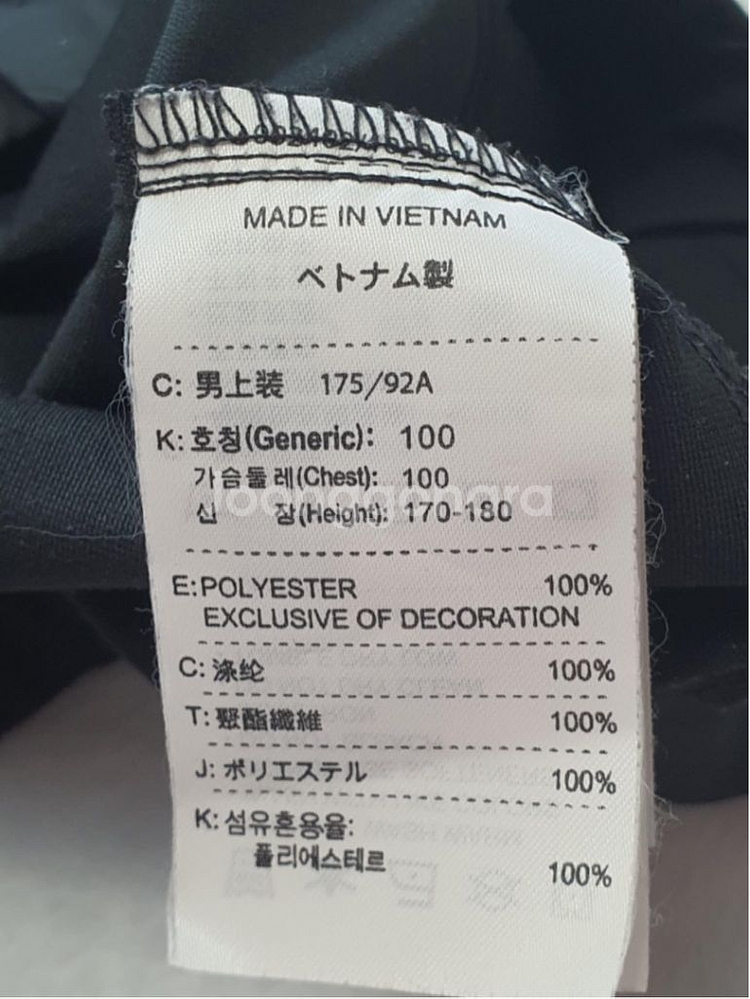 MADE IN VIETNAM
ベトナム製
C: 男上装 175/92A
K: 호칭(Generic): 100
가슴둘레(Chest): 100
신 장(Height): 170-180
E:POLYESTER 100%
EXCLUSIVE OF DECORATION
C: 涤纶 100%
T: 聚酯纖維 100%
J: ポリエステル 100%
K: 섬유혼용율:
폴리에스테르 100%